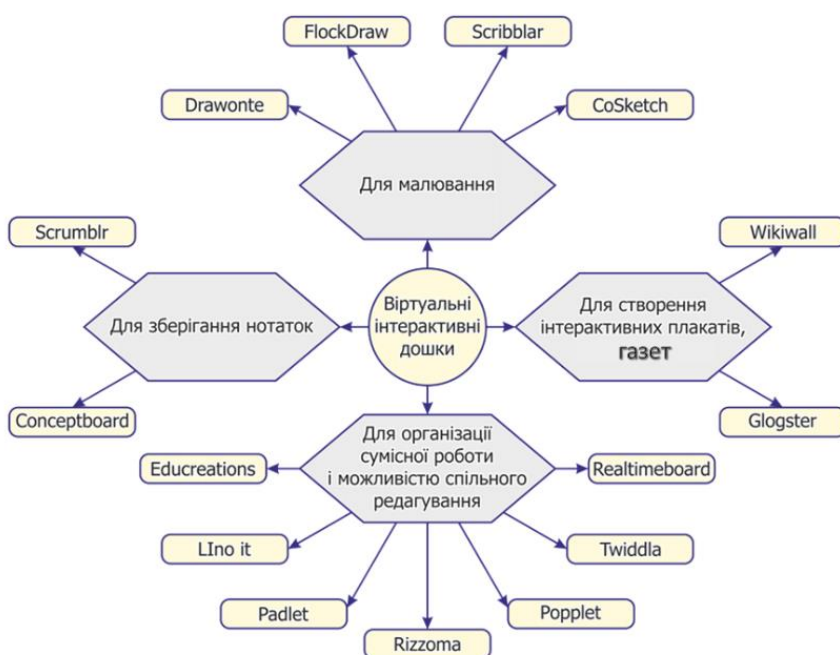 FlockDraw
Scribblar
Drawonte
CoSketch
Для малювання
Scrumblr
Wikiwall
Для зберігання нотаток
Віртуальні
інтерактивні
дошки
Для створення
інтерактивних плакатів,
газет
Conceptboard
Glogster
Для організації
сумісної роботи
і можливістю спільного
редагування
Educreations
Realtimeboard
LIno it
Twiddla
Padlet
Popplet
Rizzoma